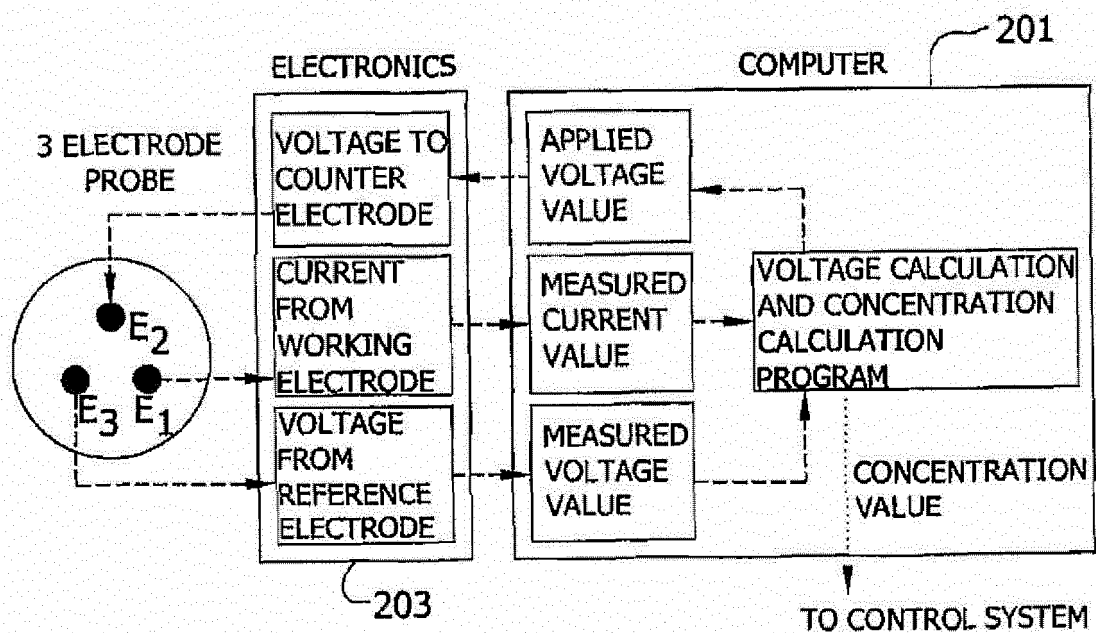 201
ELECTRONICS
COMPUTER
3 ELECTRODE
PROBE
VOLTAGE TO
COUNTER
ELECTRODE
APPLIED
VOLTAGE
VALUE
CURRENT
FROM
WORKING
ELECTRODE
MEASURED
CURRENT
VALUE
VOLTAGE CALCULATION
AND CONCENTRATION
CALCULATION
PROGRAM
E2
E3
E1
VOLTAGE
FROM
REFERENCE
ELECTRODE
MEASURED
VOLTAGE
VALUE
CONCENTRATION
VALUE
203
TO CONTROL SYSTEM